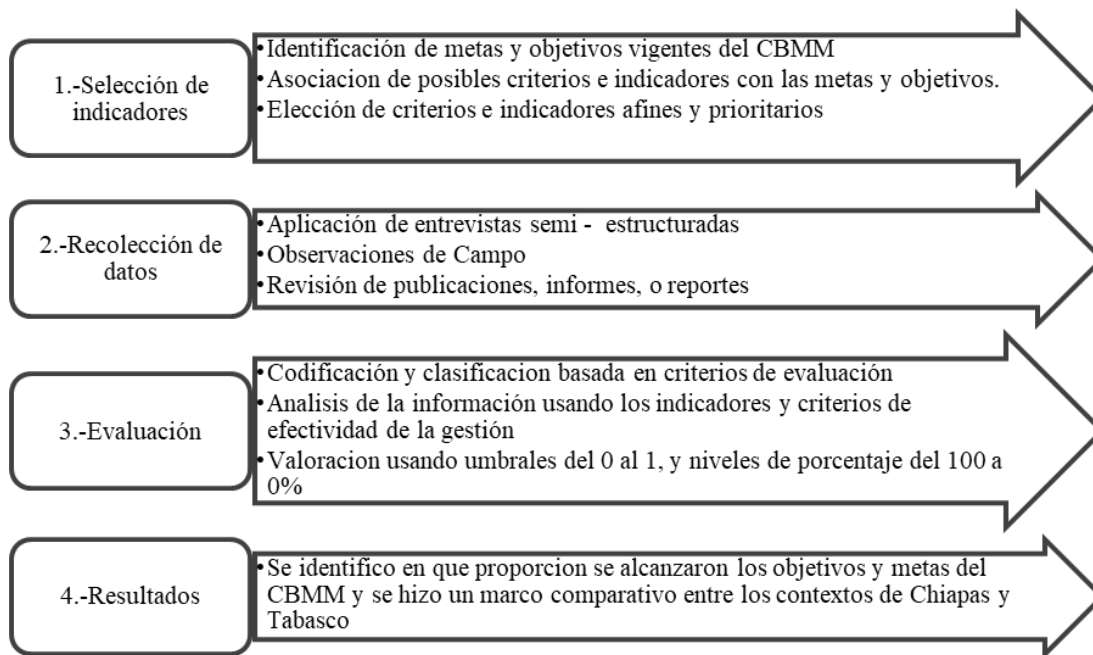 1.-Selección de
indicadores
•Identificación de metas y objetivos vigentes del CBMM
•Asociacion de posibles criterios e indicadores con las metas y objetivos.
•Elección de criterios e indicadores afines y prioritarios
2.-Recolección de
datos
•Aplicación de entrevistas semi - estructuradas
•Observaciones de Campo
•Revisión de publicaciones, informes, o reportes
3.-Evaluación
•Codificación y clasificacion basada en criterios de evaluación
•Analisis de la información usando los indicadores y criterios de
efectividad de la gestión
•Valoracion usando umbrales del 0 al 1, y niveles de porcentaje del 100 a
0%
4.-Resultados
•Se identifico en que proporcion se alcanzaron los objetivos y metas del
CBMM y se hizo un marco comparativo entre los contextos de Chiapas y
Tabasco